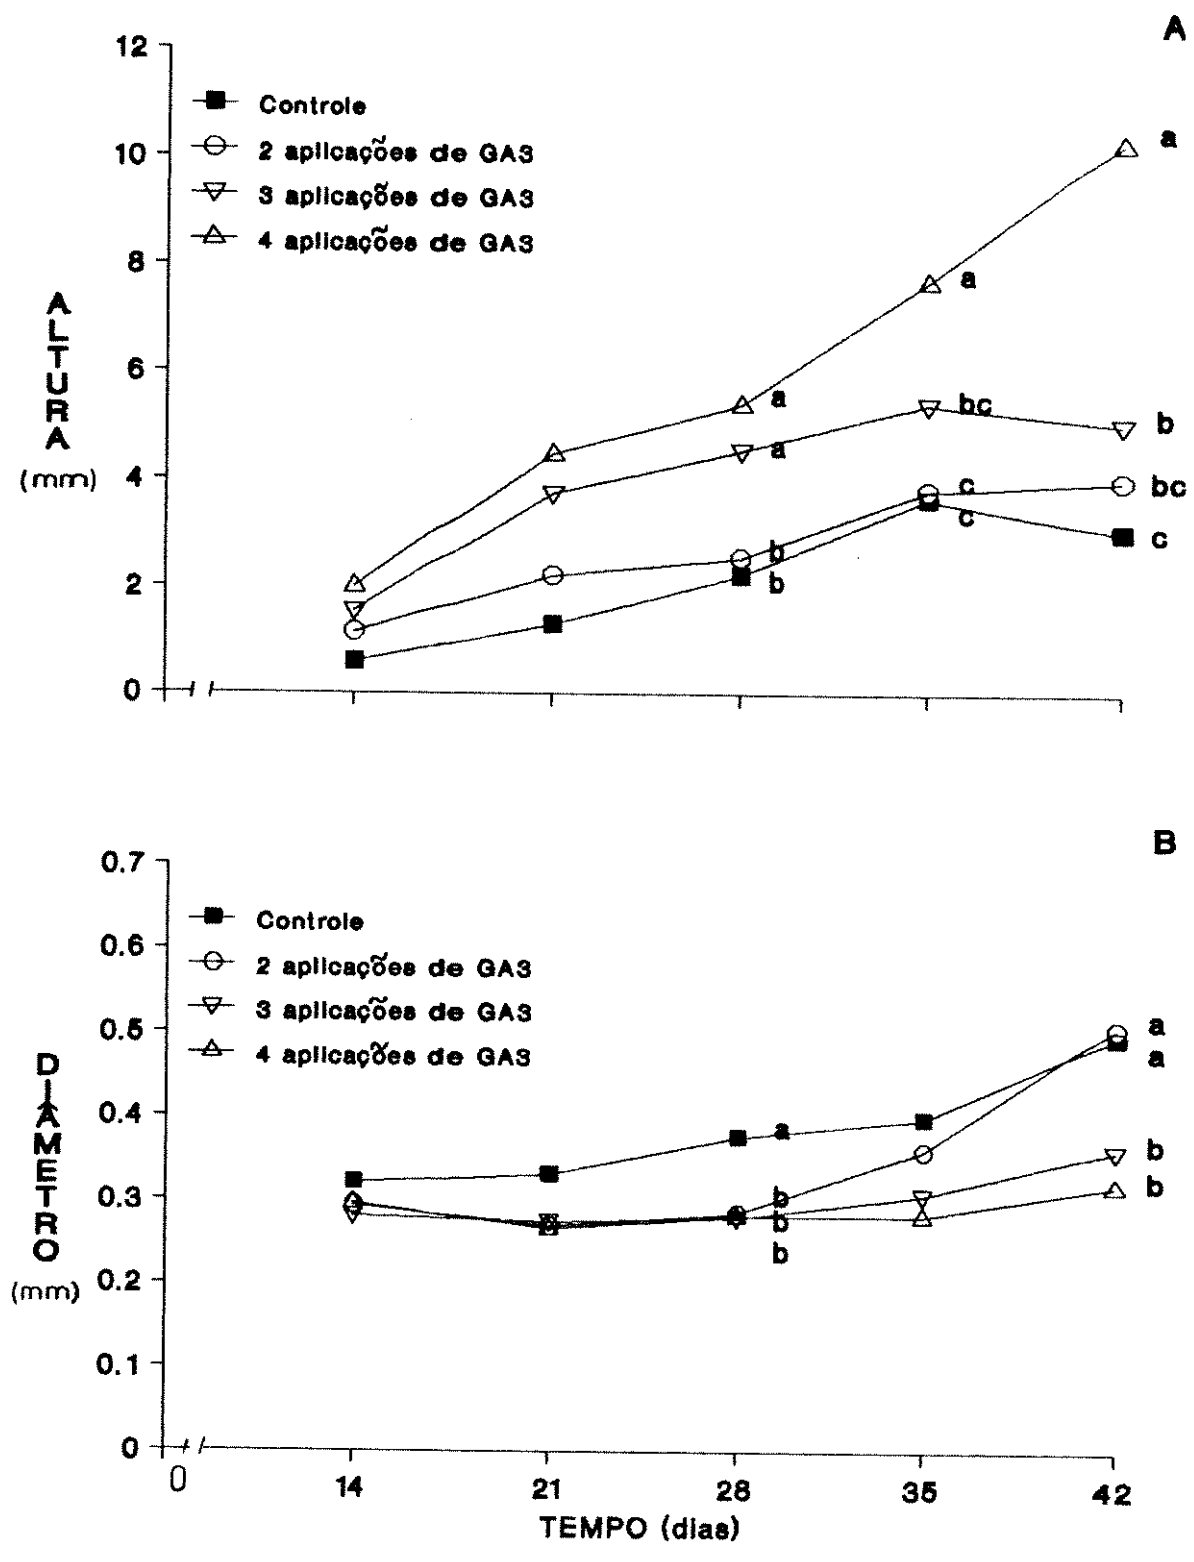 A
12
10
8
6
4
2
0
ALTURA
(mm)
Controle
2 aplicações de GA3
3 aplicações de GA3
4 aplicações de GA3
a
a
a
bc
a
b
c
bc
c
b
c
b
B
0.7
0.6
0.5
0.4
0.3
0.2
0.1
0
DIÂMETRO
(mm)
Controle
2 aplicações de GA3
3 aplicações de GA3
4 aplicações de GA3
a
a
a
b
b
b
b
b
0 14 21 28 35 42
TEMPO (dias)